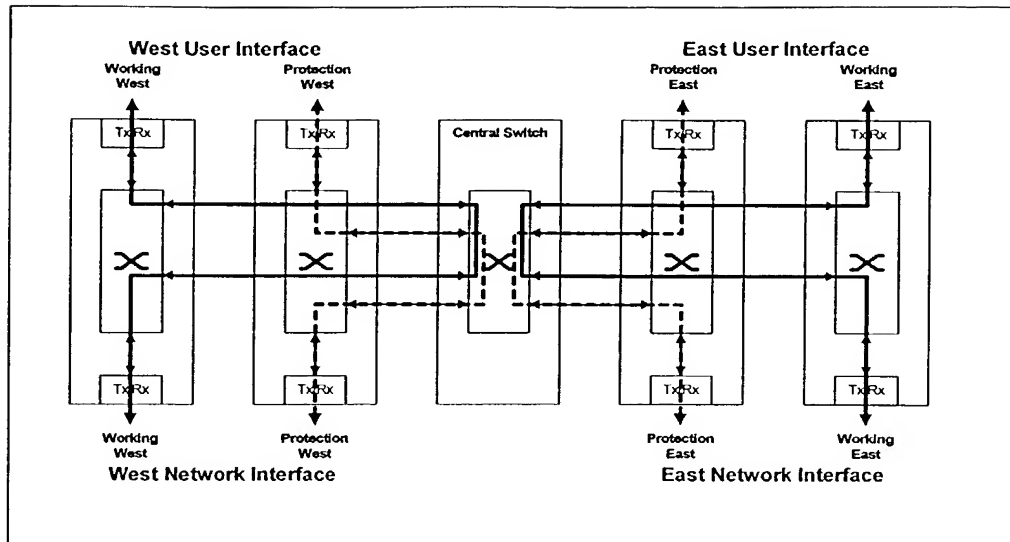 West User Interface
East User Interface
Working
West
Protection
West
Protection
East
Working
East
Tx/Rx
Tx/Rx
Central Switch
Tx/Rx
Tx/Rx
Tx/Rx
Tx/Rx
Tx/Rx
Tx/Rx
Working
West
Protection
West
Protection
East
Working
East
West Network Interface
East Network Interface